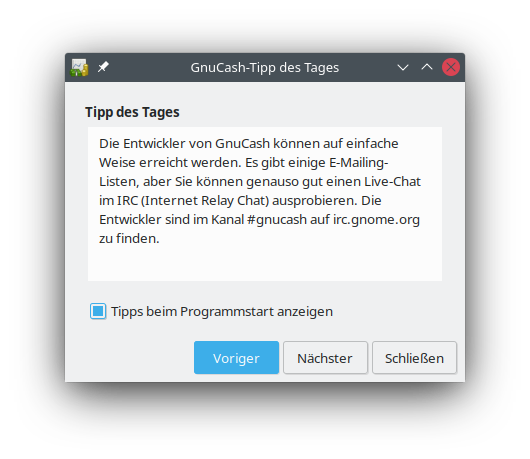 GnuCash-Tipp des Tages
Tipp des Tages
Die Entwickler von GnuCash können auf einfache
Weise erreicht werden. Es gibt einige E-Mailing-
Listen, aber Sie können genauso gut einen Live-Chat
im IRC (Internet Relay Chat) ausprobieren. Die
Entwickler sind im Kanal #gnucash auf irc.gnome.org
zu finden.
Tipps beim Programmstart anzeigen
Voriger
Nächster
Schließen